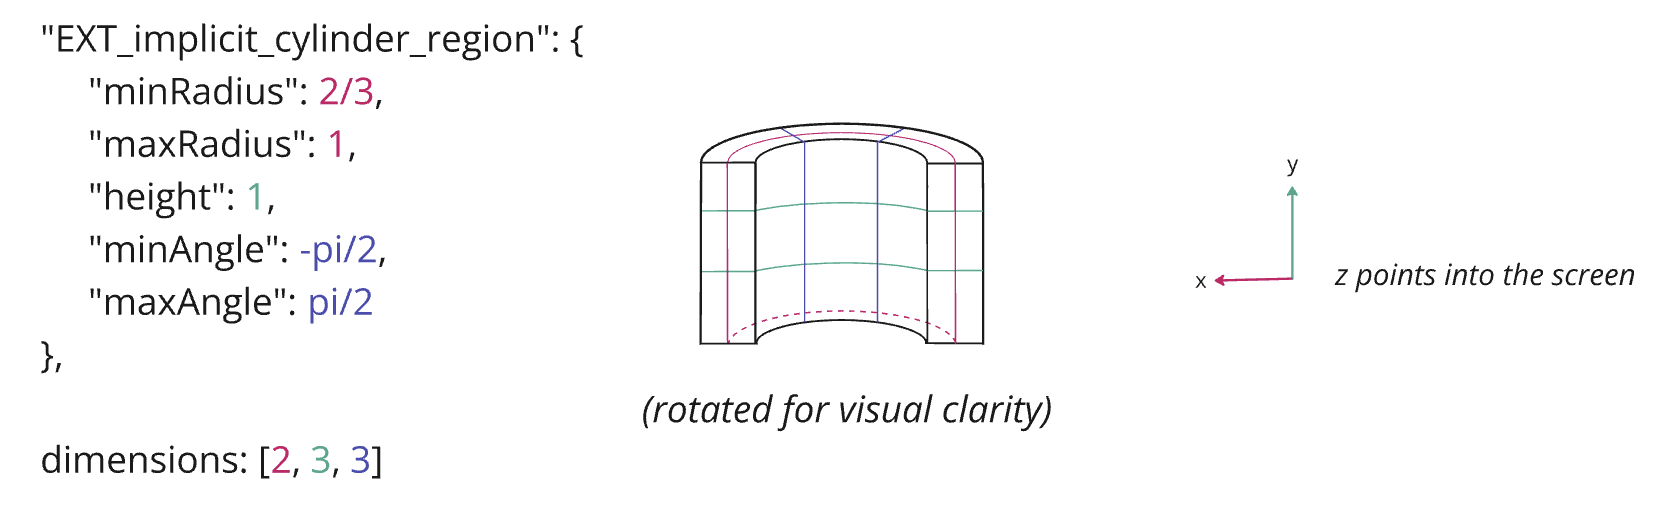 "EXT_implicit_cylinder_region": {
"minRadius": 2/3,
"maxRadius": 1,
"height": 1,
"minAngle": -pi/2,
"maxAngle": pi/2
},
dimensions: [2, 3, 3]
(rotated for visual clarity)
y
x
z points into the screen